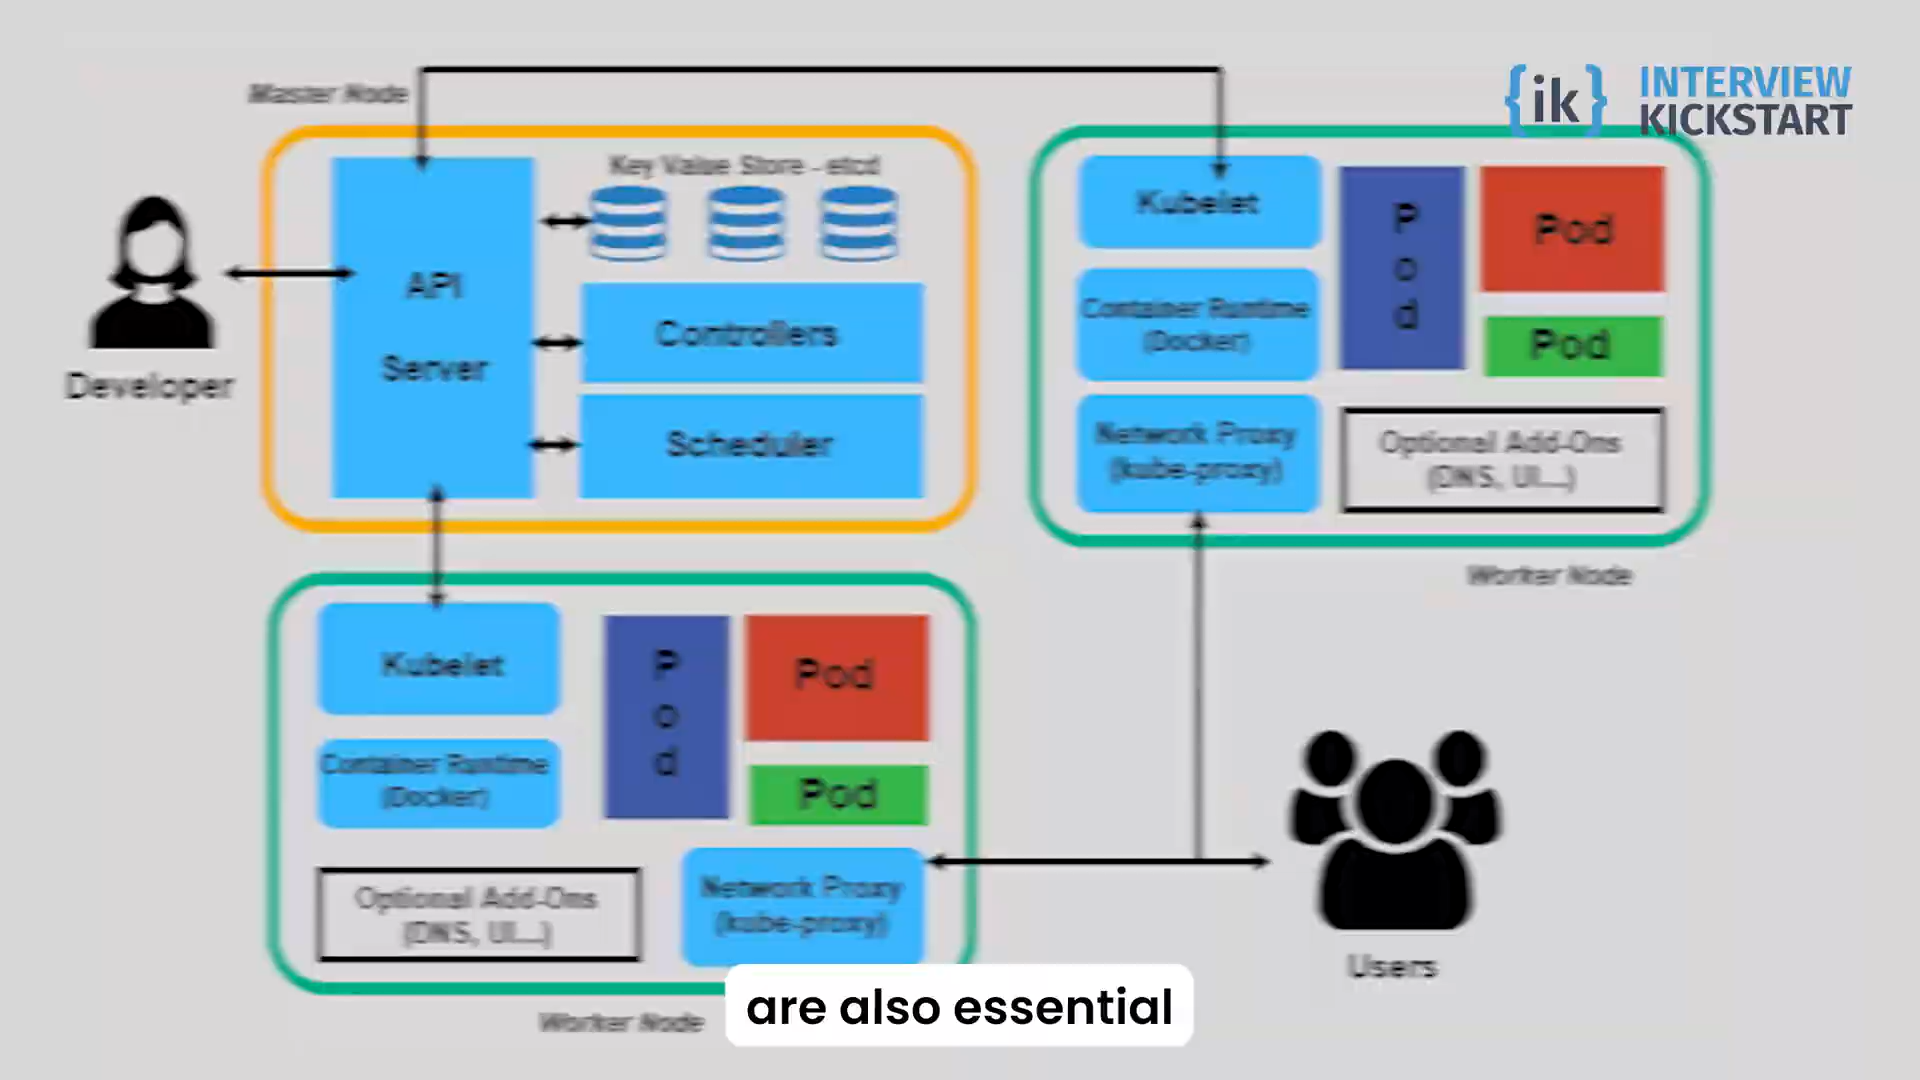 Master Node
{ik} INTERVIEW
KICKSTART
Key Value Store - etcd
API
Server
Controllers
Scheduler
Developer
Kubelet
Container Runtime
(Docker)
Network Proxy
(kube-proxy)
P
o
d
Pod
Pod
Optional Add-Ons
(DNS, UI...)
Worker Node
Kubelet
Container Runtime
(Docker)
P
o
d
Pod
Pod
Optional Add-Ons
(DNS, UI...)
Network Proxy
(kube-proxy)
Worker Node
Users
are also essential